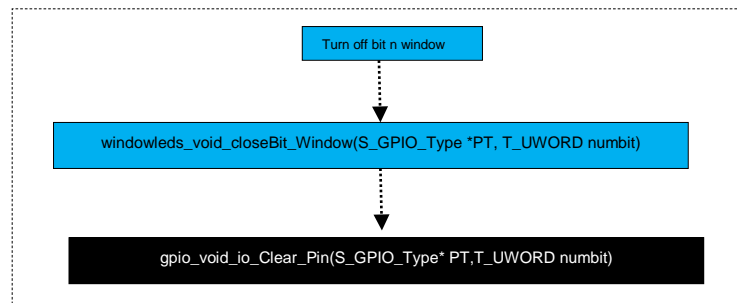 Turn off bit n window
windowleds_void_closeBit_Window(S_GPIO_Type *PT, T_UWORD numbit)
gpio_void_io_Clear_Pin(S_GPIO_Type* PT,T_UWORD numbit)